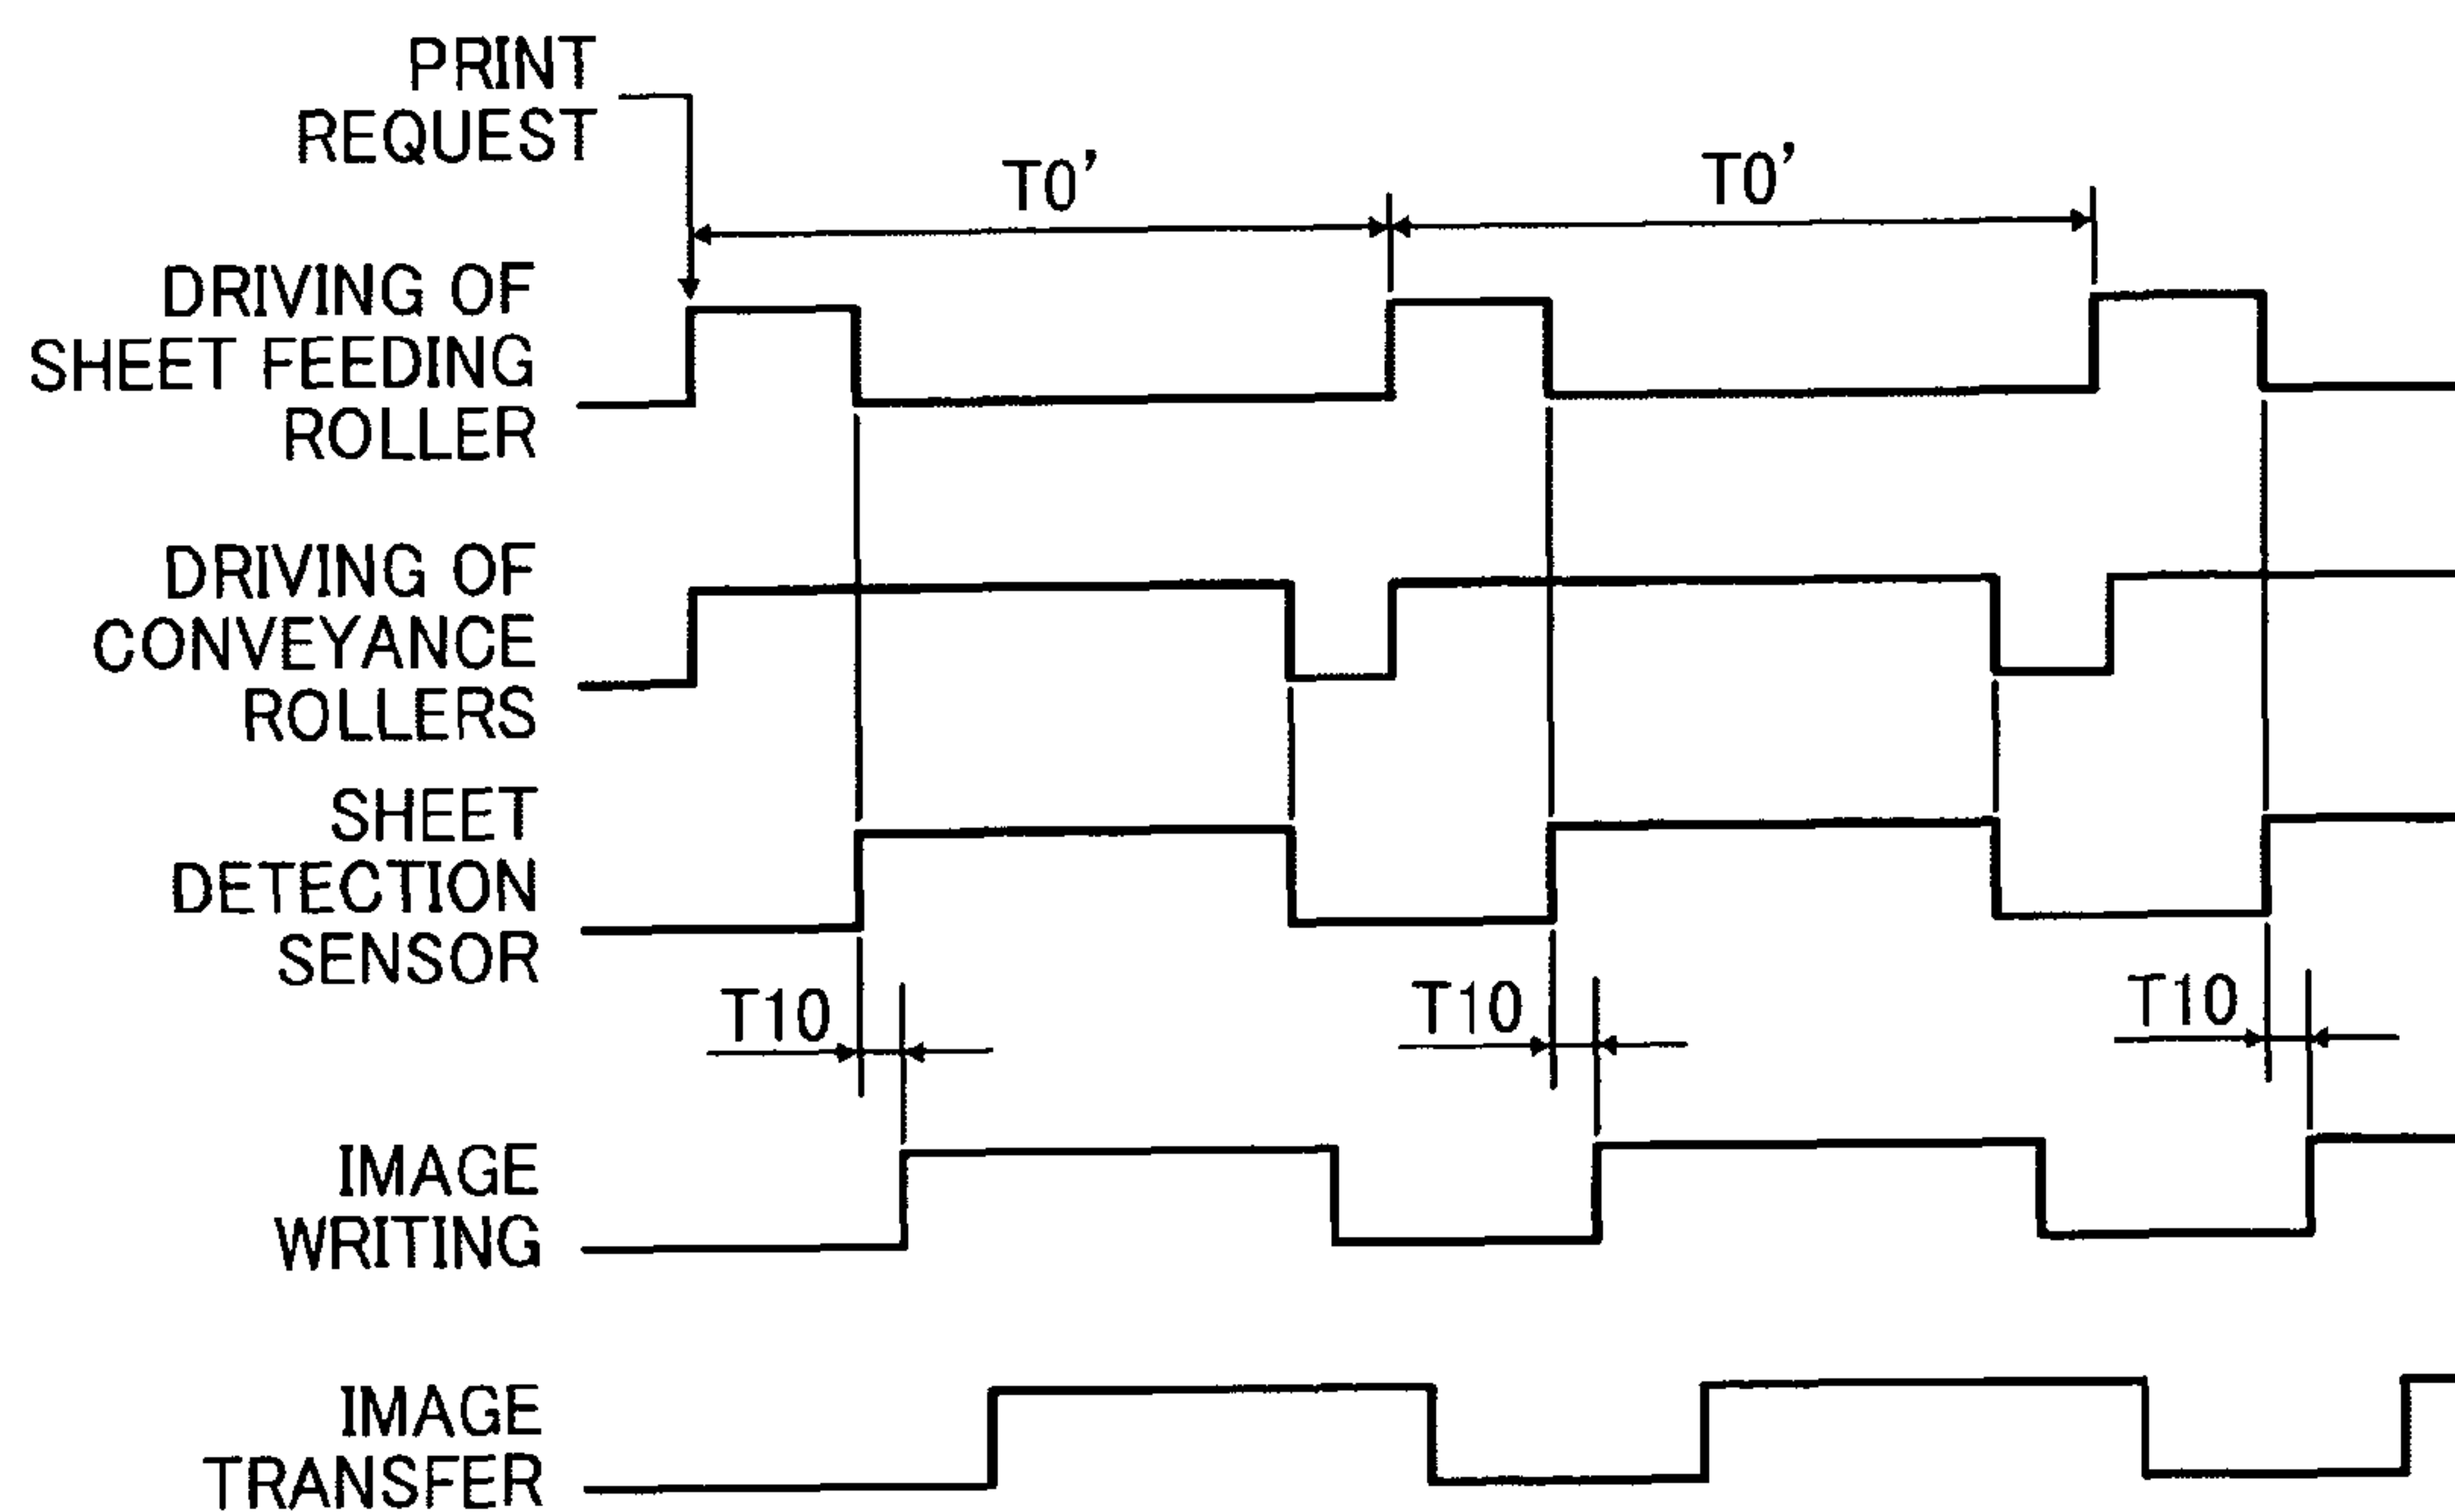 PRINT
REQUEST
T0'
T0'
DRIVING OF
SHEET FEEDING
ROLLER
DRIVING OF
CONVEYANCE
ROLLERS
SHEET
DETECTION
SENSOR
T10
T10
T10
IMAGE
WRITING
IMAGE
TRANSFER